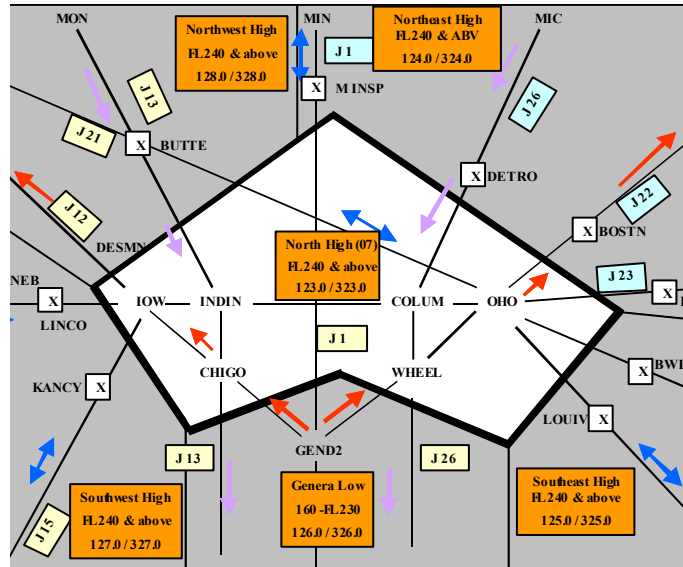 MON
MIN
MIC
Northwest High
FL240 & above
128.0 / 328.0
J 1
Northeast High
FL240 & ABV
124.0 / 324.0
J 13
J 26
X M INSP
J 21
X BUTTE
X DETRO
J 12
J 22
DESMN
X BOSTN
North High (07)
FL240 & above
123.0 / 323.0
J 23
NEB
X
LINCO
IOW
INDIN
COLUM
OHO
X
J 1
KANCY
X
CHIGO
WHEEL
X BWI
LOUIV X
GEND2
J 13
J 26
Southwest High
FL240 & above
127.0 / 327.0
Genera Low
160 -FL230
126.0 / 326.0
Southeast High
FL240 & above
125.0 / 325.0
J 15